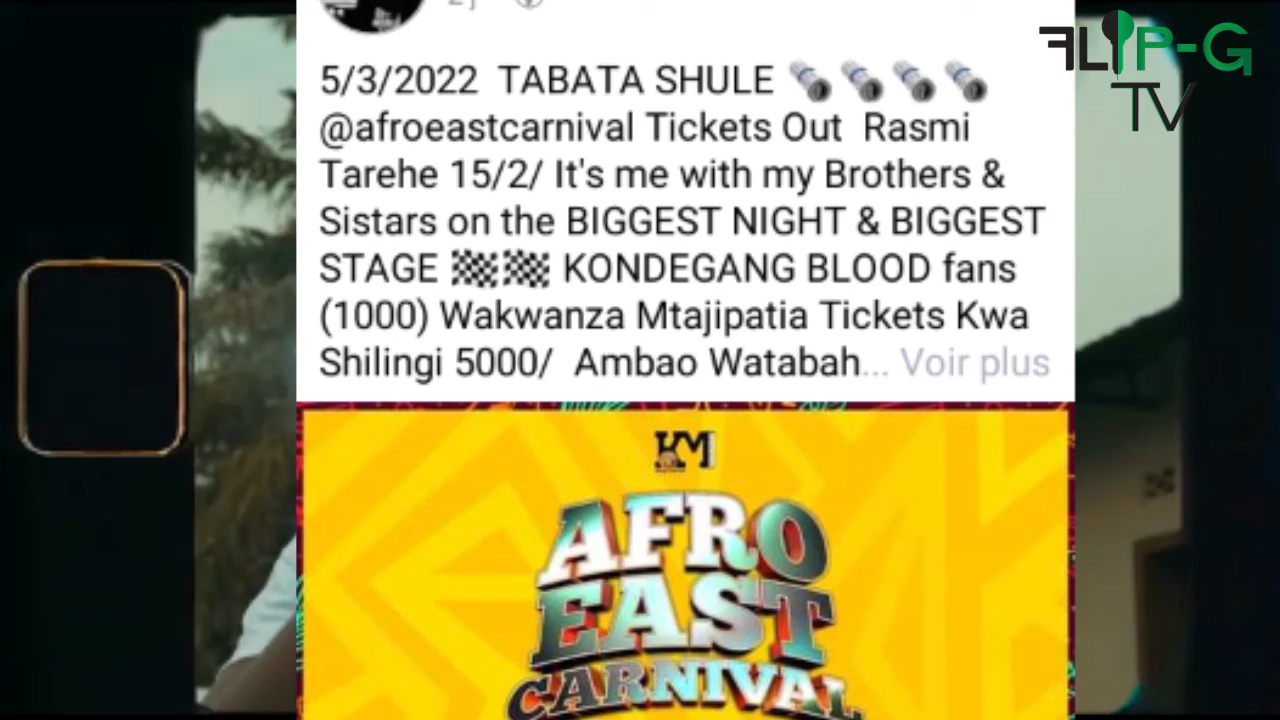 FLIP-G
TV
5/3/2022 TABATA SHULE
@afroeastcarnival Tickets Out Rasmi
Tarehe 15/2/ It's me with my Brothers &
Sistars on the BIGGEST NIGHT & BIGGEST
STAGE 🏁🏁 KONDEGANG BLOOD fans
(1000) Wakwanza Mtajipatia Tickets Kwa
Shilingi 5000/ Ambao Watabah... Voir plus
KM
AFRO
EAST
CARNIVAL